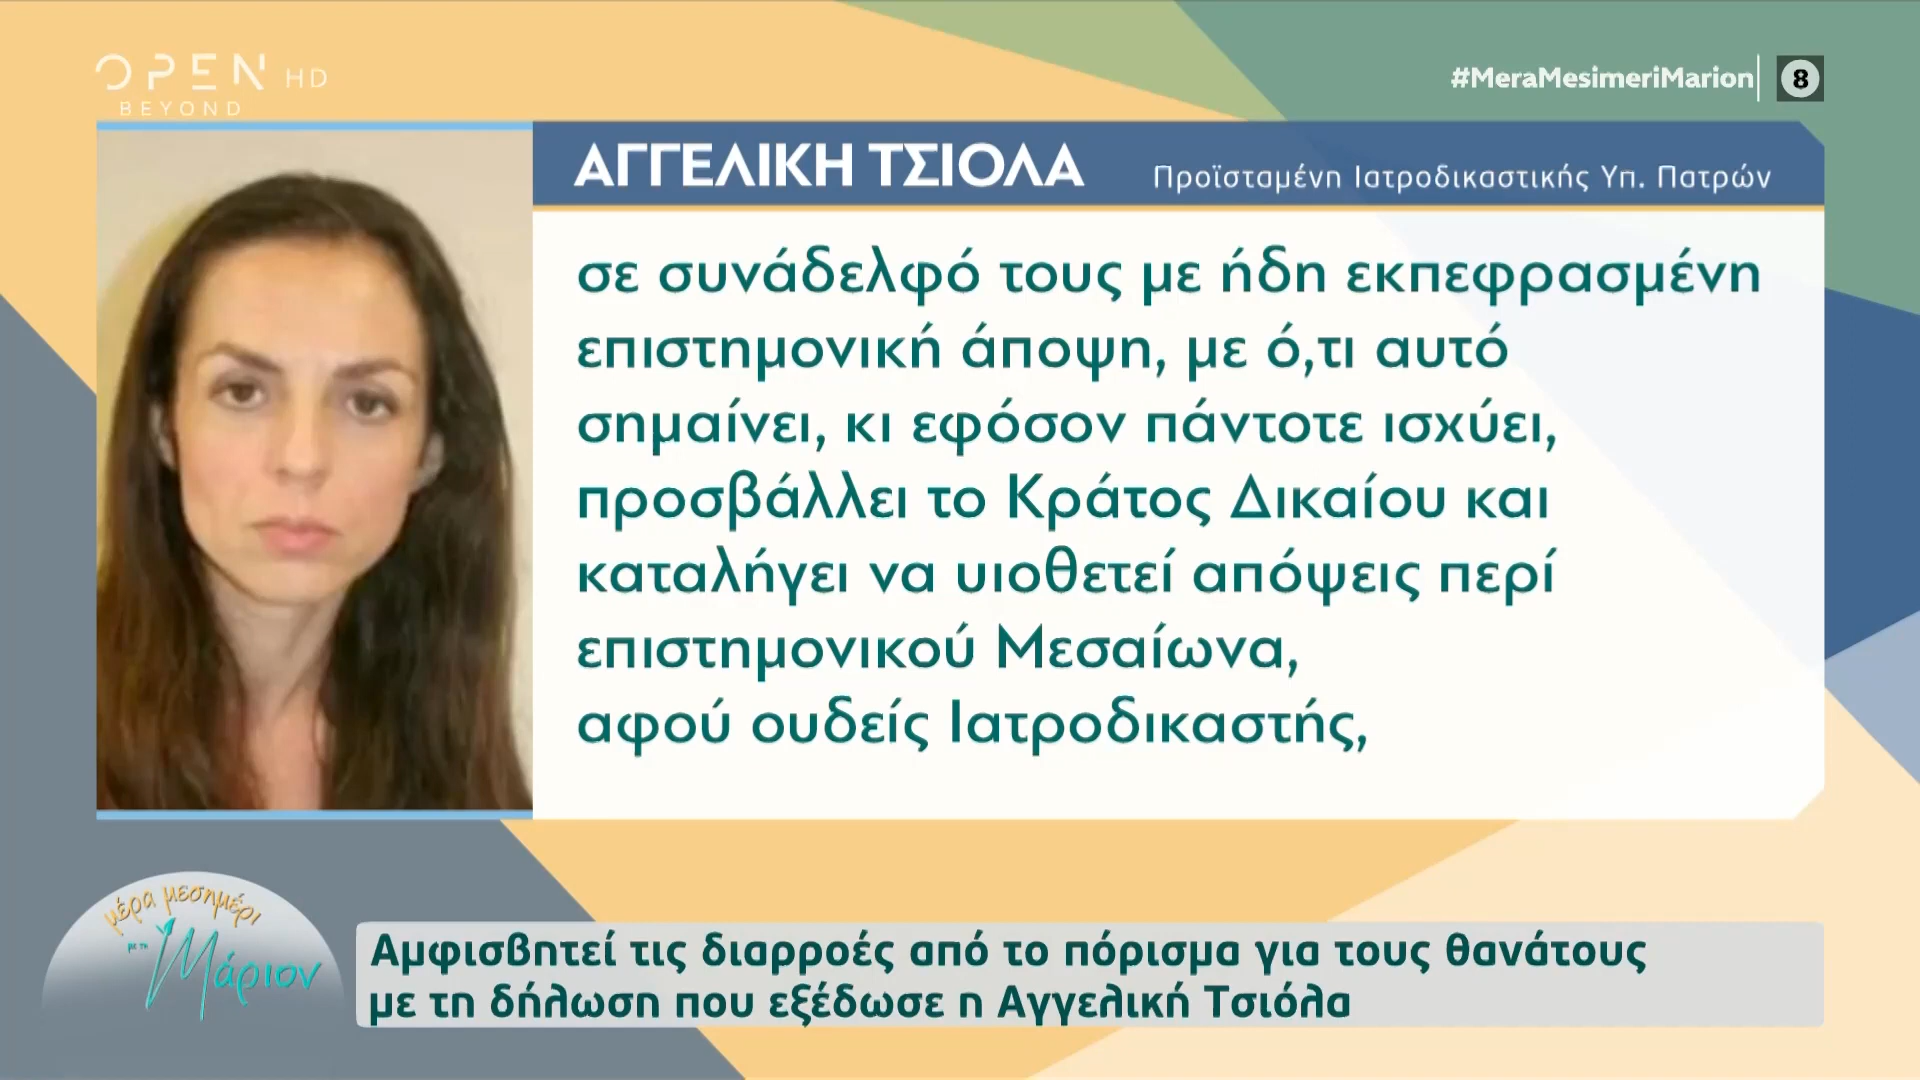 OPEN HD
BEYOND
#MeraMesimeriMarion
8
ΑΓΓΕΛΙΚΗ ΤΣΙΟΛΑ
Προϊσταμένη Ιατροδικαστικής Υπ. Πατρών
σε συνάδελφό τους με ήδη εκπεφρασμένη
επιστημονική άποψη, με ό,τι αυτό
σημαίνει, κι εφόσον πάντοτε ισχύει,
προσβάλλει το Κράτος Δικαίου και
καταλήγει να υιοθετεί απόψεις περί
επιστημονικού Μεσαίωνα,
αφού ουδείς Ιατροδικαστής,
μέρα μεσημέρι
με τη
Μάριον
Αμφισβητεί τις διαρροές από το πόρισμα για τους θανάτους
με τη δήλωση που εξέδωσε η Αγγελική Τσιόλα